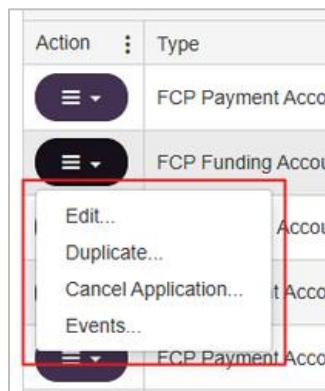 Action Type
FCP Payment Acco
FCP Funding Accou
Edit...
Duplicate...
Accou
Cancel Application...
t Acco
Events...
FCP Payment Acco